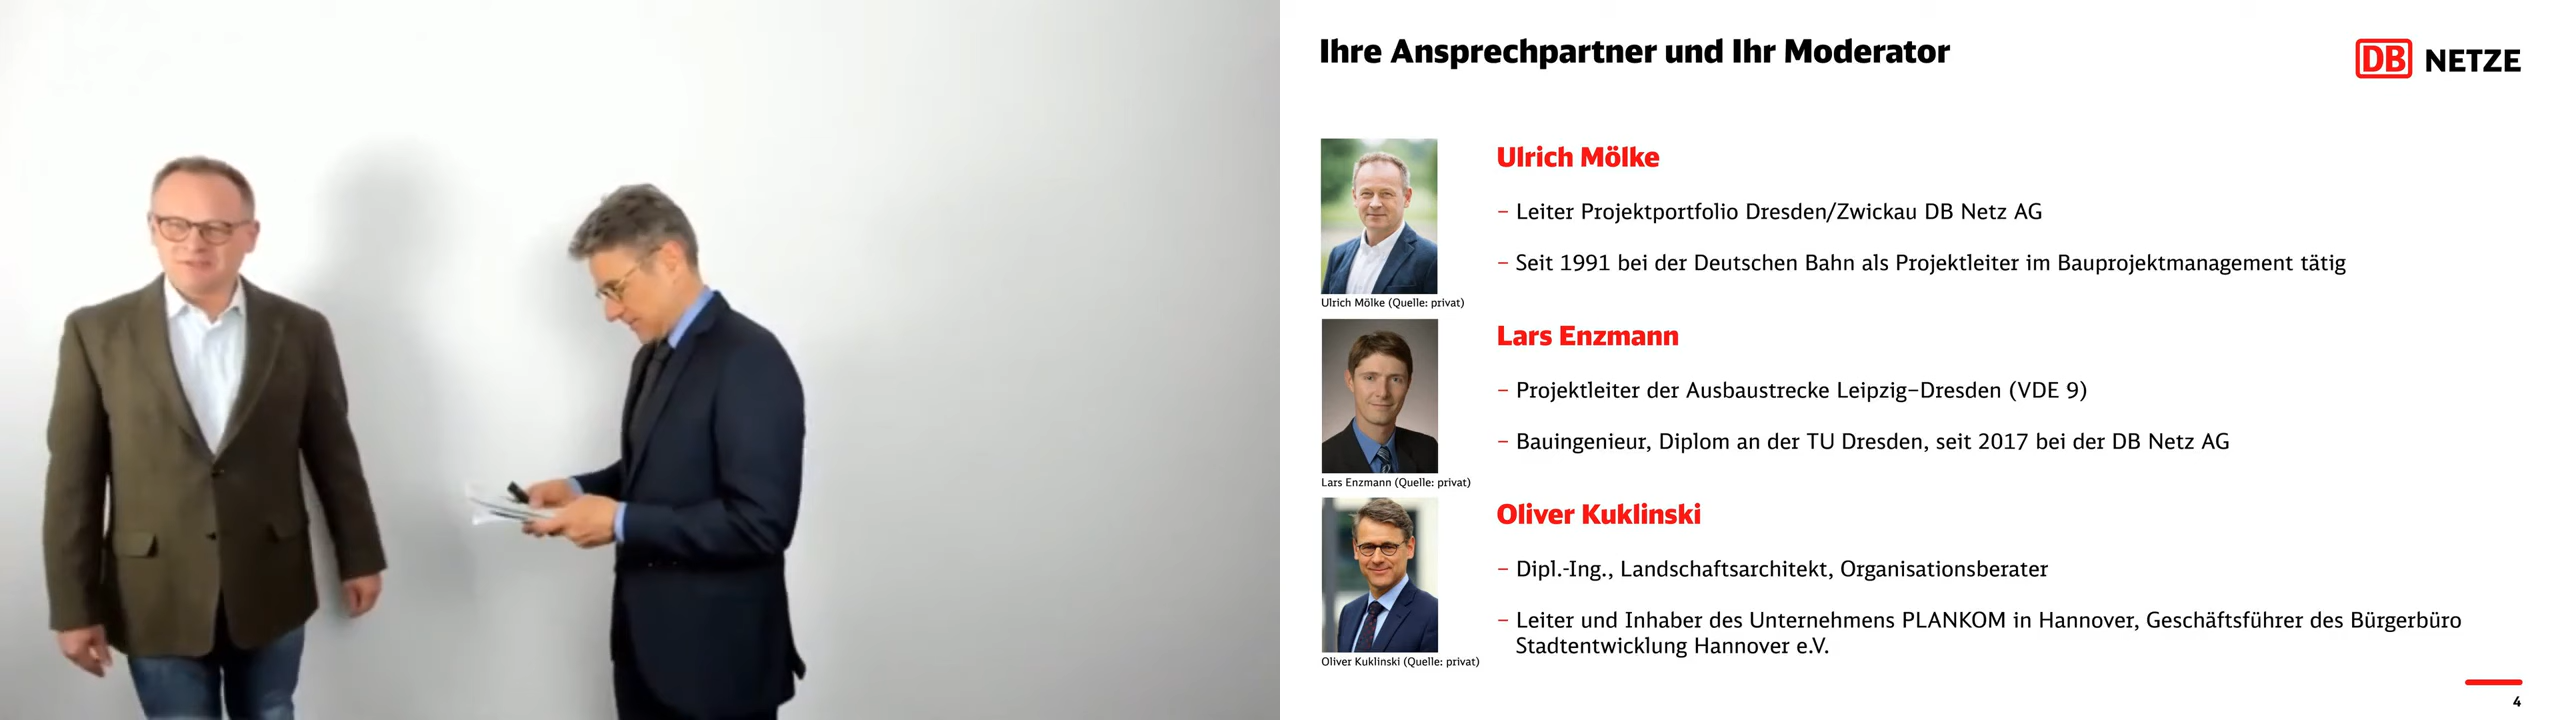 Ihre Ansprechpartner und Ihr Moderator
DB NETZE
Ulrich Mölke
– Leiter Projektportfolio Dresden/Zwickau DB Netz AG
– Seit 1991 bei der Deutschen Bahn als Projektleiter im Bauprojektmanagement tätig
Ulrich Mölke (Quelle: privat)
Lars Enzmann
– Projektleiter der Ausbaustrecke Leipzig–Dresden (VDE 9)
– Bauingenieur, Diplom an der TU Dresden, seit 2017 bei der DB Netz AG
Lars Enzmann (Quelle: privat)
Oliver Kuklinski
– Dipl.-Ing., Landschaftsarchitekt, Organisationsberater
– Leiter und Inhaber des Unternehmens PLANKOM in Hannover, Geschäftsführer des Bürgerbüro
Stadtentwicklung Hannover e.V.
Oliver Kuklinski (Quelle: privat)
4